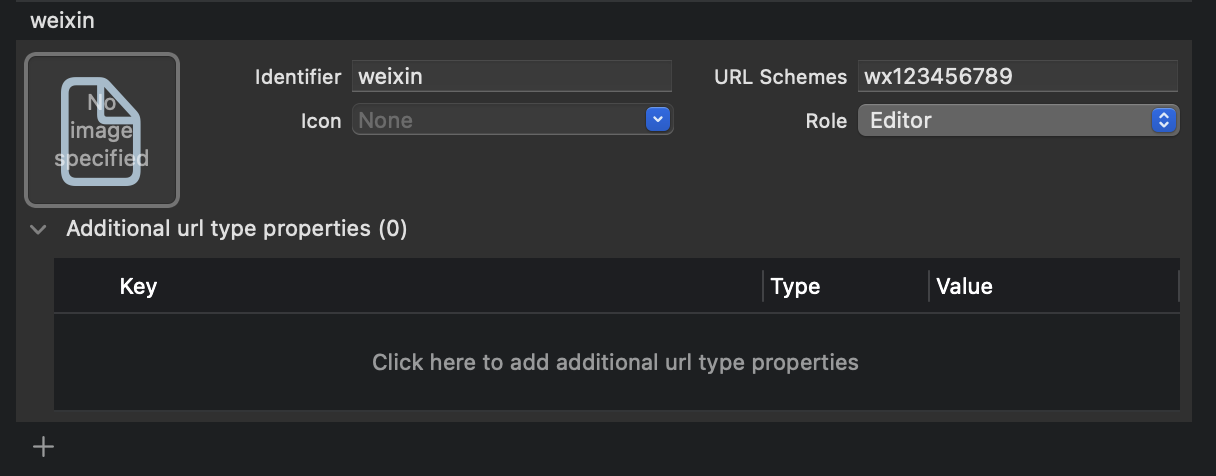 weixin
No
image
specified
Identifier weixin URL Schemes wx123456789
Icon None Role Editor
Additional url type properties (0)
Key Type Value
Click here to add additional url type properties